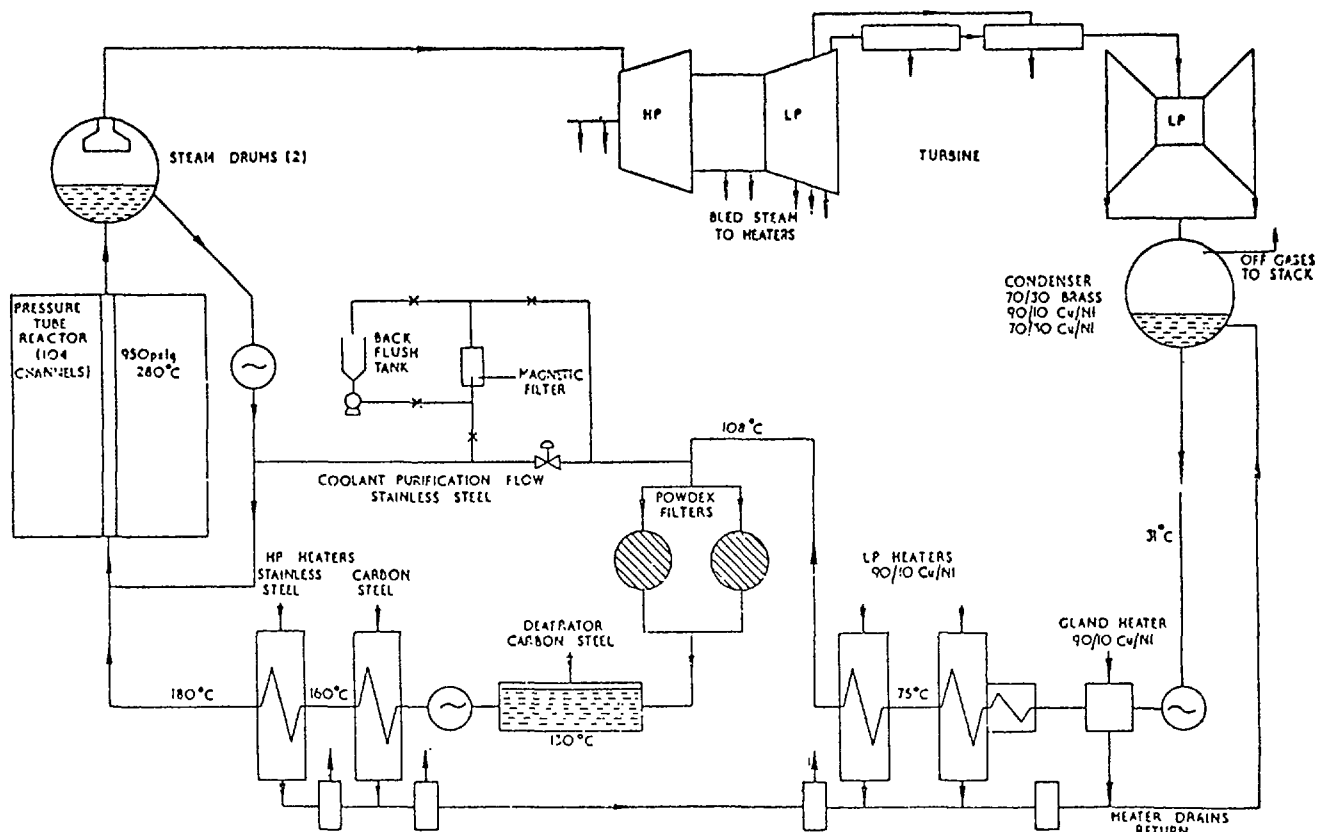 HP
LP
TURBINE
LP
STEAM DRUMS (2)
BLED STEAM
TO HEATERS
OFF GASES
TO STACK
CONDENSER
70/30 BRASS
90/10 Cu/Ni
70/30 Cu/Ni
PRESSURE
TUBE
REACTOR
(104
CHANNELS)
950psig
280°C
BACK
FLUSH
TANK
MAGNETIC
FILTER
108°C
COOLANT PURIFICATION FLOW
STAINLESS STEEL
POWDEX
FILTERS
31°C
HP HEATERS
STAINLESS
STEEL
CARBON
STEEL
LP HEATERS
90/10 Cu/Ni
DEAERATOR
CARBON STEEL
GLAND HEATER
90/10 Cu/Ni
180°C
160°C
130°C
75°C
HEATER DRAINS
RETURN